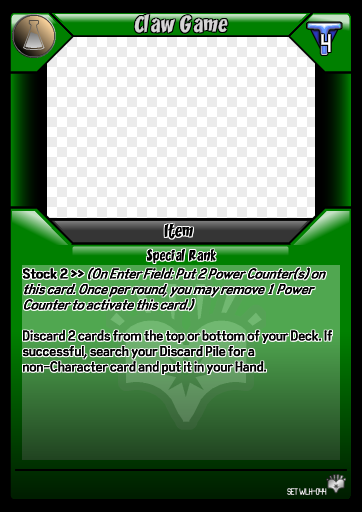 Claw Game
4
Item
Special Rank
Stock 2 >> (On Enter Field: Put 2 Power Counter(s) on
this card. Once per round, you may remove 1 Power
Counter to activate this card.)
Discard 2 cards from the top or bottom of your Deck. If
successful, search your Discard Pile for a
non-Character card and put it in your Hand.
SET WLH-044